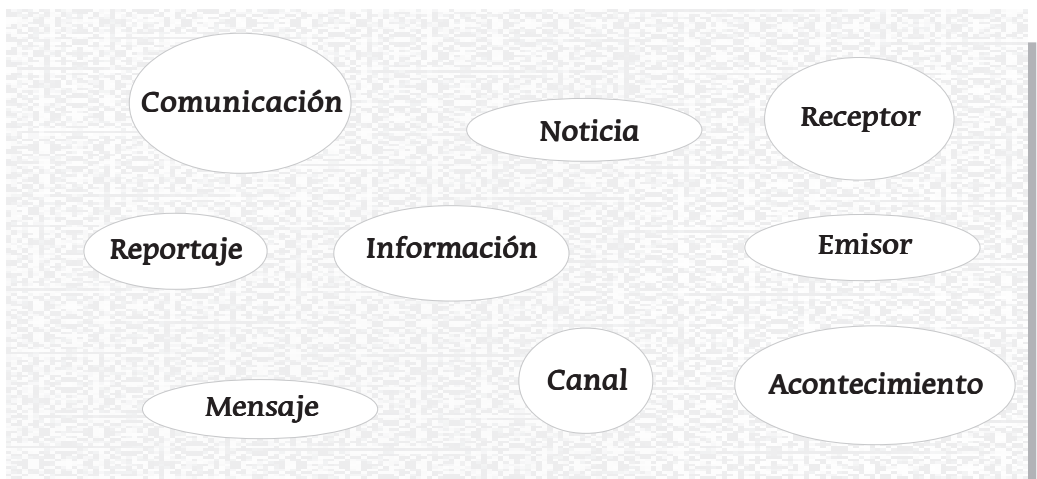 Comunicación
Noticia
Receptor
Reportaje
Información
Emisor
Canal
Acontecimiento
Mensaje